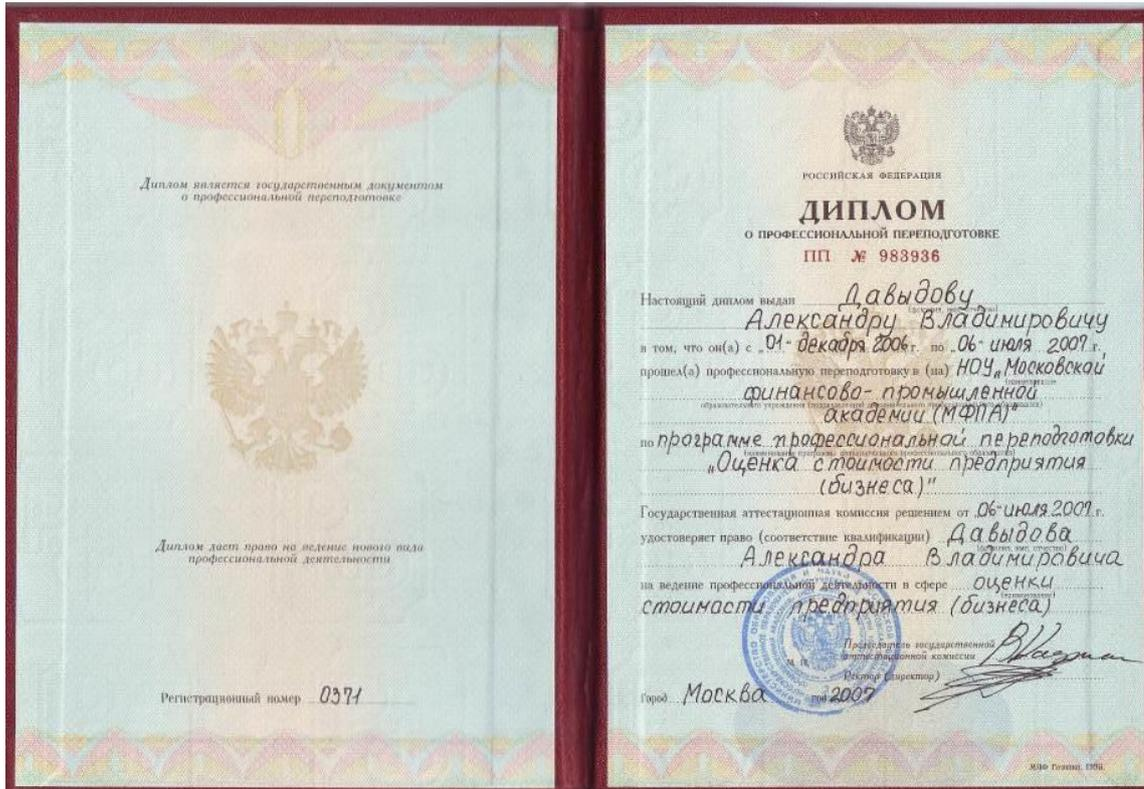 Диплом является государственным документом
о профессиональной переподготовке
Диплом дает право на ведение нового вида
профессиональной деятельности
Регистрационный номер 0371
РОССИЙСКАЯ ФЕДЕРАЦИЯ
ДИПЛОМ
О ПРОФЕССИОНАЛЬНОЙ ПЕРЕПОДГОТОВКЕ
ПП № 983936
Настоящий диплом выдан Давыдову
Александру Владимировичу
в том, что он(а) с „01" декабря 2006 г. по „06" июля 2007 г.
прошел(а) профессиональную переподготовку в (на) НОУ „Московской
финансово-промышленной
академии (МФПА)"
по программе профессиональной переподготовки
„Оценка стоимости предприятия
(бизнеса)"
Государственная аттестационная комиссия решением от „06" июля 2007 г.
удостоверяет право (соответствие квалификации) Давыдова
(фамилия, имя, отчество)
Александра Владимировича
на ведение профессиональной деятельности в сфере оценки
стоимости предприятия (бизнеса)
Председатель государственной
аттестационной комиссии
М. П.
Ректор (директор)
Город Москва год 2007